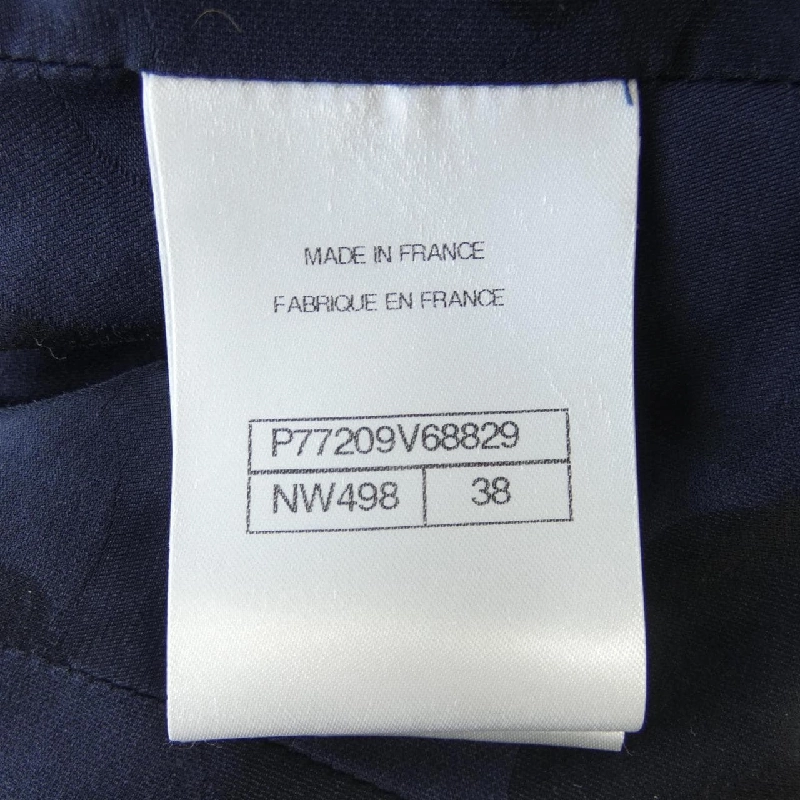 MADE IN FRANCE
FABRIQUE EN FRANCE
P77209V68829
NW498 38